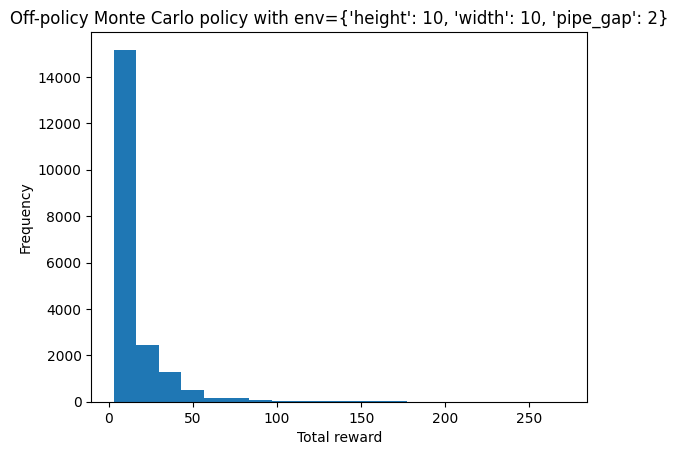 Off-policy Monte Carlo policy with env={'height': 10, 'width': 10, 'pipe_gap': 2}
14000
12000
10000
8000
6000
4000
2000
0
Frequency
0 50 100 150 200 250
Total reward